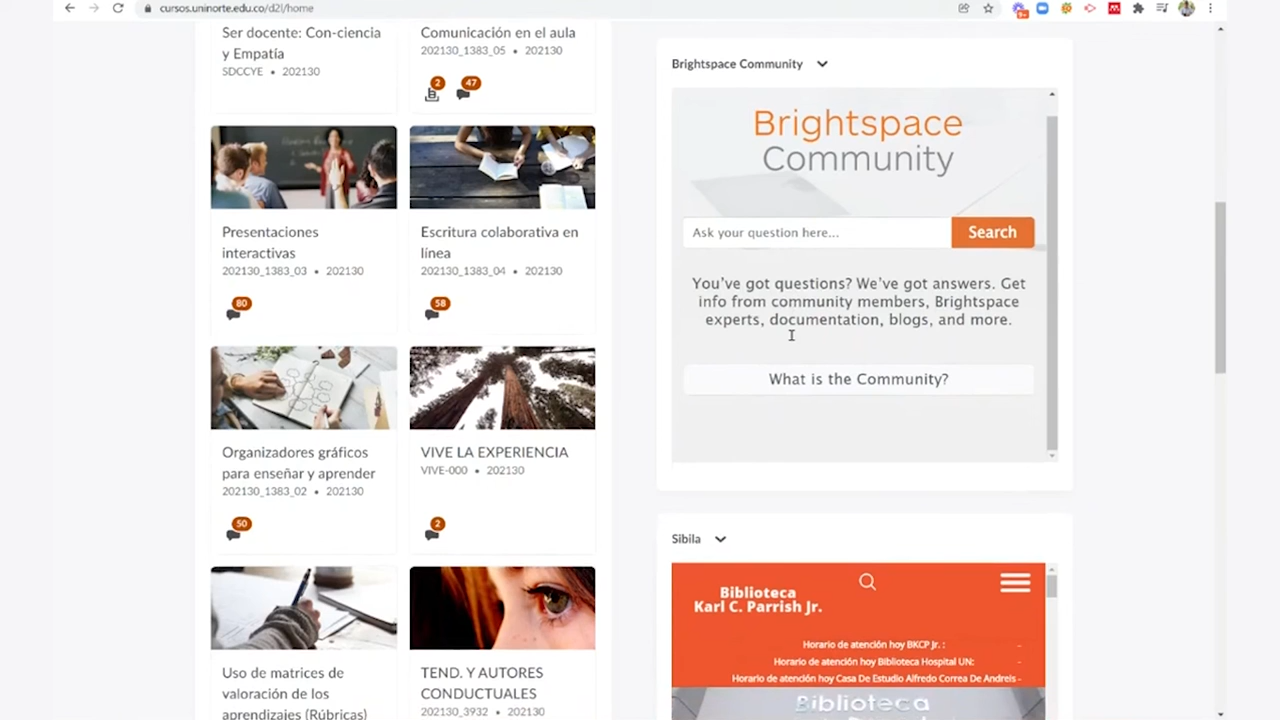 cursos.uninorte.edu.co/d2l/home
9+
Ser docente: Con-ciencia
y Empatía
SDCCYE • 202130
Comunicación en el aula
202130_1383_05 • 202130
2
47
Presentaciones
interactivas
202130_1383_03 • 202130
80
Escritura colaborativa en
línea
202130_1383_04 • 202130
58
Organizadores gráficos
para enseñar y aprender
202130_1383_02 • 202130
50
VIVE LA EXPERIENCIA
VIVE-000 • 202130
2
Uso de matrices de
valoración de los
aprendizajes (Rúbricas)
TEND. Y AUTORES
CONDUCTUALES
202130_3932 • 202130
Brightspace Community
Brightspace
Community
Ask your question here...
Search
You've got questions? We've got answers. Get
info from community members, Brightspace
experts, documentation, blogs, and more.
What is the Community?
Sibila
Biblioteca
Karl C. Parrish Jr.
Horario de atención hoy BKCP Jr. : -
Horario de atención hoy Biblioteca Hospital UN: -
Horario de atención hoy Casa De Estudio Alfredo Correa De Andreis -
Biblioteca